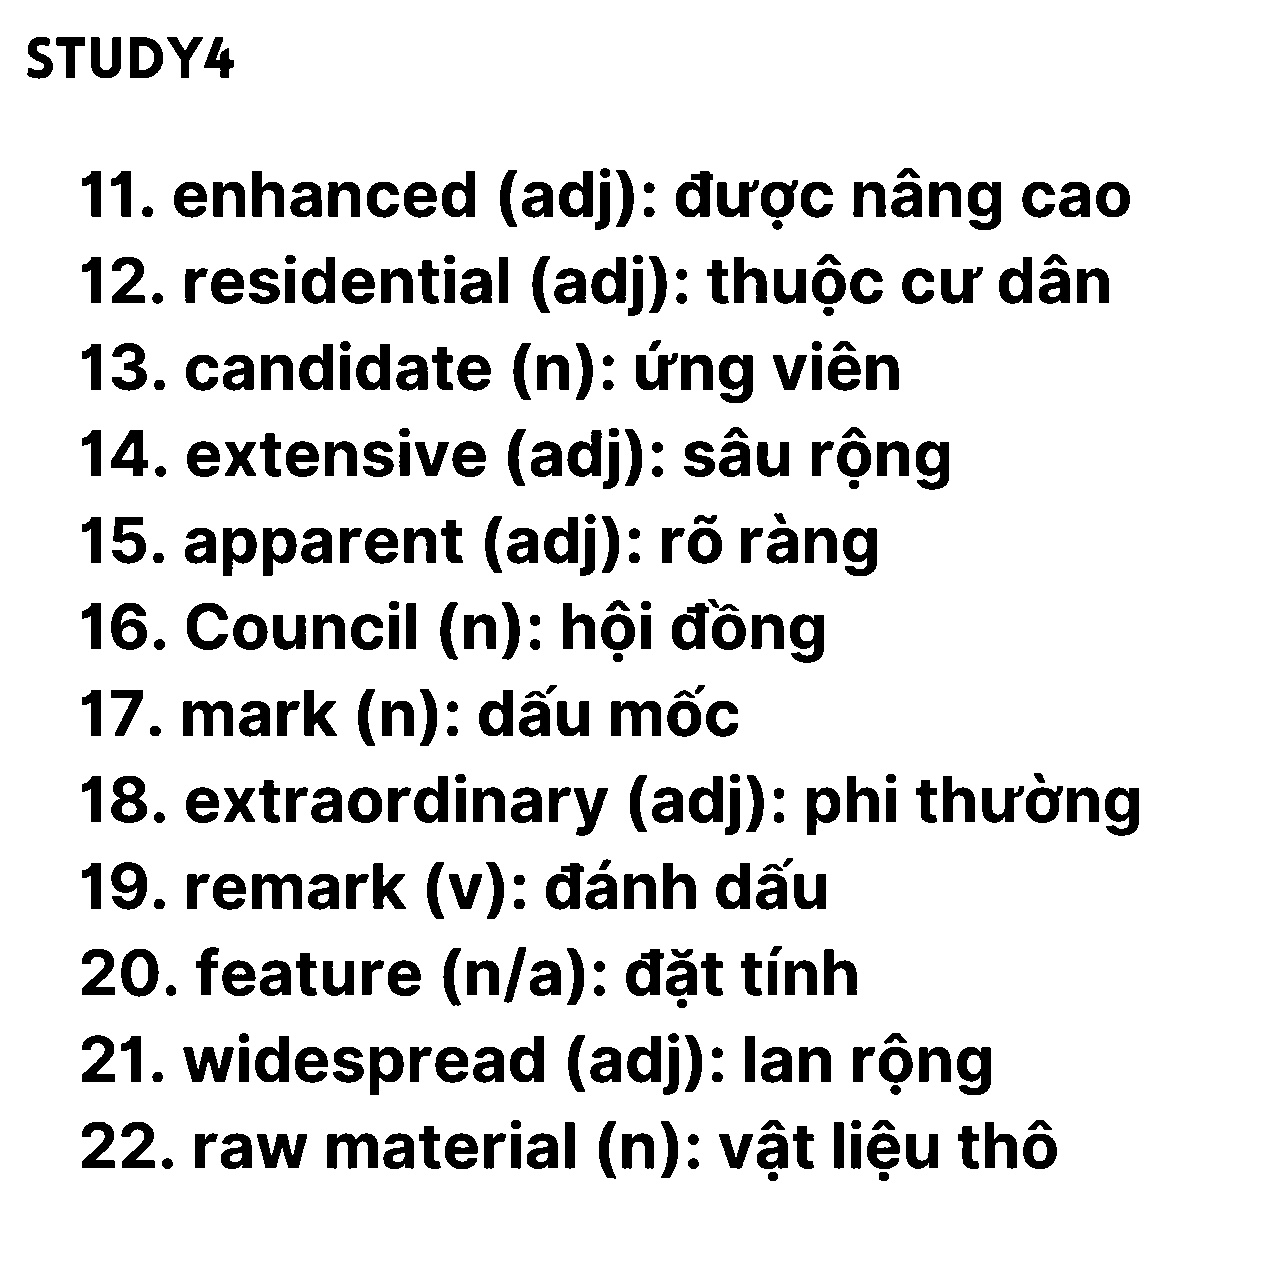 STUDY4
11. enhanced (adj): được nâng cao
12. residential (adj): thuộc cư dân
13. candidate (n): ứng viên
14. extensive (adj): sâu rộng
15. apparent (adj): rõ ràng
16. Council (n): hội đồng
17. mark (n): dấu mốc
18. extraordinary (adj): phi thường
19. remark (v): đánh dấu
20. feature (n/a): đặt tính
21. widespread (adj): lan rộng
22. raw material (n): vật liệu thô